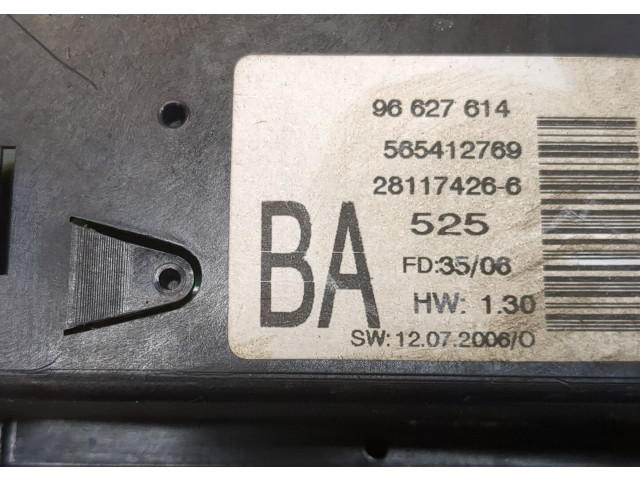 96 627 614
565412769
28117426-6
BA
525
FD:35/06
HW: 1.30
SW: 12.07.2006/O